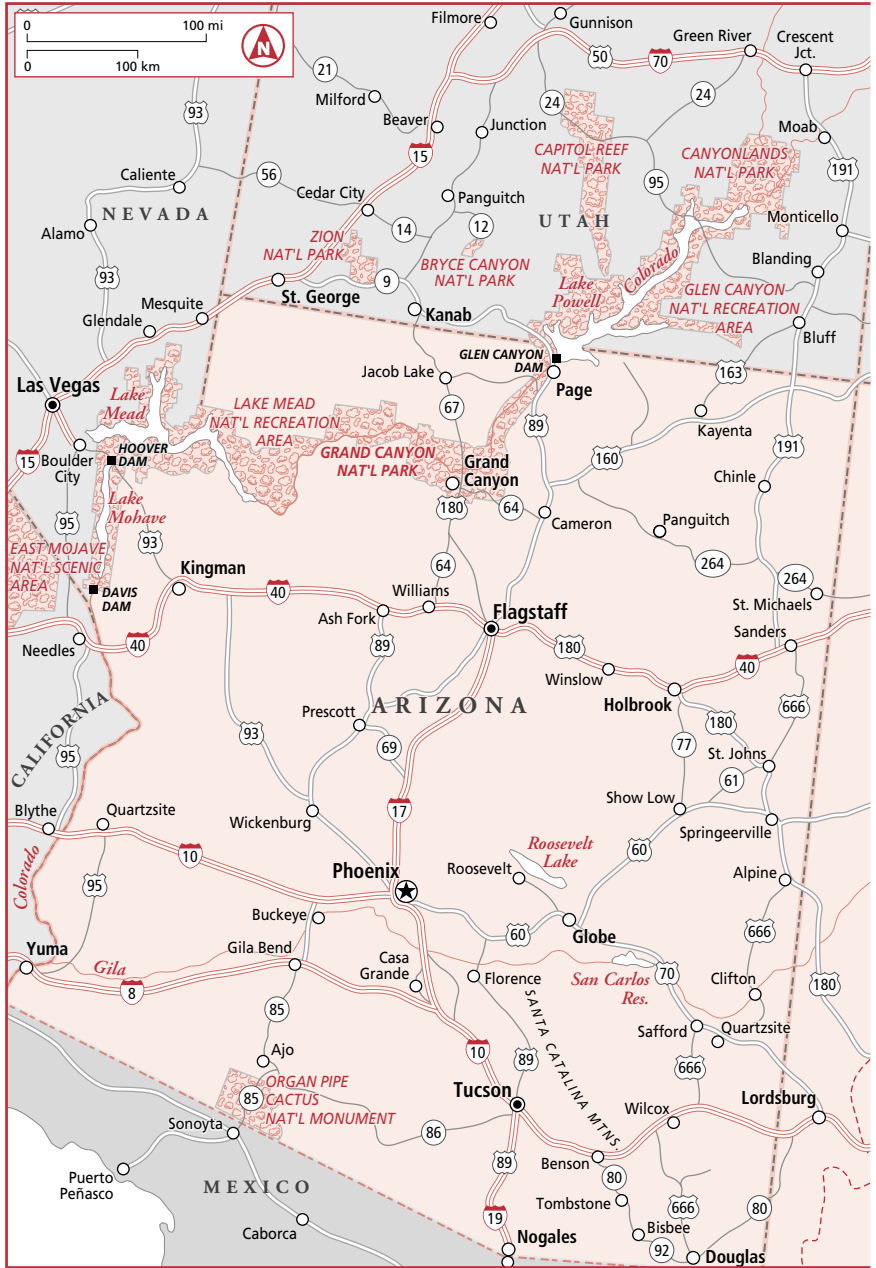 0
100 mi
0
100 km
N
Filmore
Gunnison
Green River
Crescent
Jct.
50
70
21
93
Milford
24
24
Beaver
Junction
Moab
15
CAPITOL REEF
NAT'L PARK
CANYONLANDS
NAT'L PARK
Caliente
56
95
191
Cedar City
Panguitch
NEVADA
14
12
UTAH
Monticello
Alamo
ZION
NAT'L PARK
Colorado
Blanding
93
BRYCE CANYON
NAT'L PARK
9
Lake
Powell
St. George
GLEN CANYON
NAT'L RECREATION
AREA
Mesquite
Kanab
Glendale
Bluff
GLEN CANYON
DAM
163
Jacob Lake
Page
Las Vegas
Lake
Mead
LAKE MEAD
NAT'L RECREATION
AREA
67
89
Kayenta
191
15
Boulder
City
HOOVER
DAM
GRAND CANYON
NAT'L PARK
Grand
Canyon
160
Chinle
Lake
Mohave
180
64
Cameron
Panguitch
95
93
EAST MOJAVE
NAT'L SCENIC
AREA
264
264
Kingman
64
DAVIS
DAM
40
Williams
St. Michaels
Ash Fork
Flagstaff
Needles
40
89
180
Sanders
Winslow
40
Holbrook
ARIZONA
666
CALIFORNIA
Prescott
180
93
69
77
St. Johns
95
61
Blythe
Quartzsite
Wickenburg
17
Show Low
Springeerville
10
Roosevelt
Lake
60
Colorado
Phoenix
Roosevelt
95
Alpine
Buckeye
60
Globe
666
Yuma
Gila Bend
Casa
Grande
Gila
Florence
San Carlos
Res.
70
Clifton
180
8
SANTA CATALINA MTNS.
85
Safford
Quartzsite
Ajo
10
89
666
ORGAN PIPE
CACTUS
NAT'L MONUMENT
Tucson
Lordsburg
85
Wilcox
Sonoyta
86
89
Benson
80
Puerto
Peñasco
MEXICO
Tombstone
666
80
19
Bisbee
Caborca
92
Nogales
Douglas